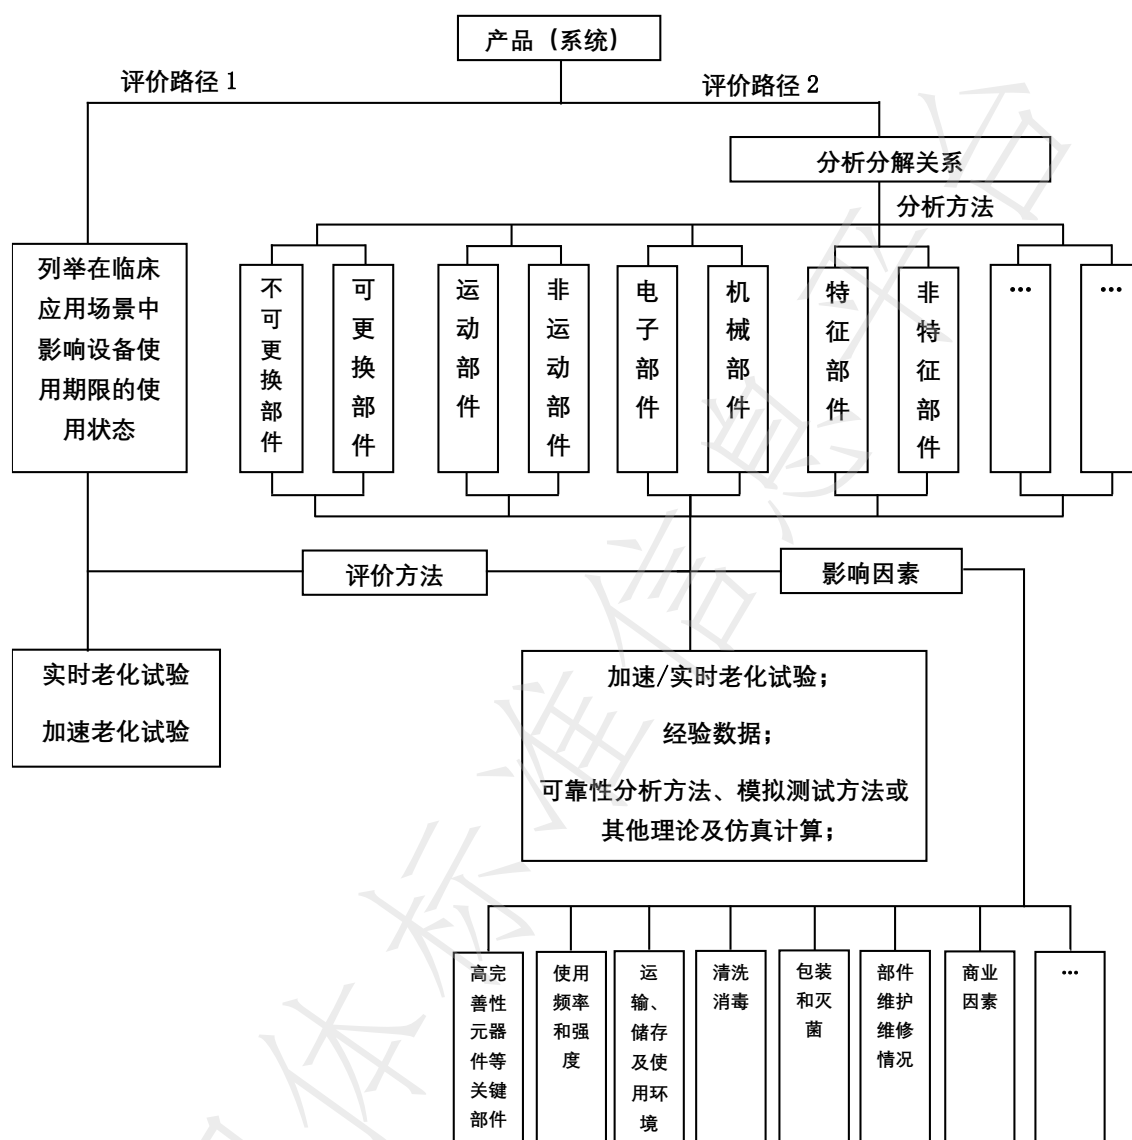 产品（系统）
评价路径 1
评价路径 2
分析分解关系
分析方法
列举在临床
应用场景中
影响设备使
用期限的使
用状态
不可更换部件
可更换部件
运动部件
非运动部件
电子部件
机械部件
特征部件
非特征部件
…
…
评价方法
影响因素
实时老化试验
加速老化试验
加速/实时老化试验；
经验数据；
可靠性分析方法、模拟测试方法或
其他理论及仿真计算；
高完
善性
元器
件等
关键
部件
使用
频率
和强
度
运
输、
储存
及使
用环
境
清洗
消毒
包装
和灭
菌
部件
维护
维修
情况
商业
因素
…
体标准信息平台